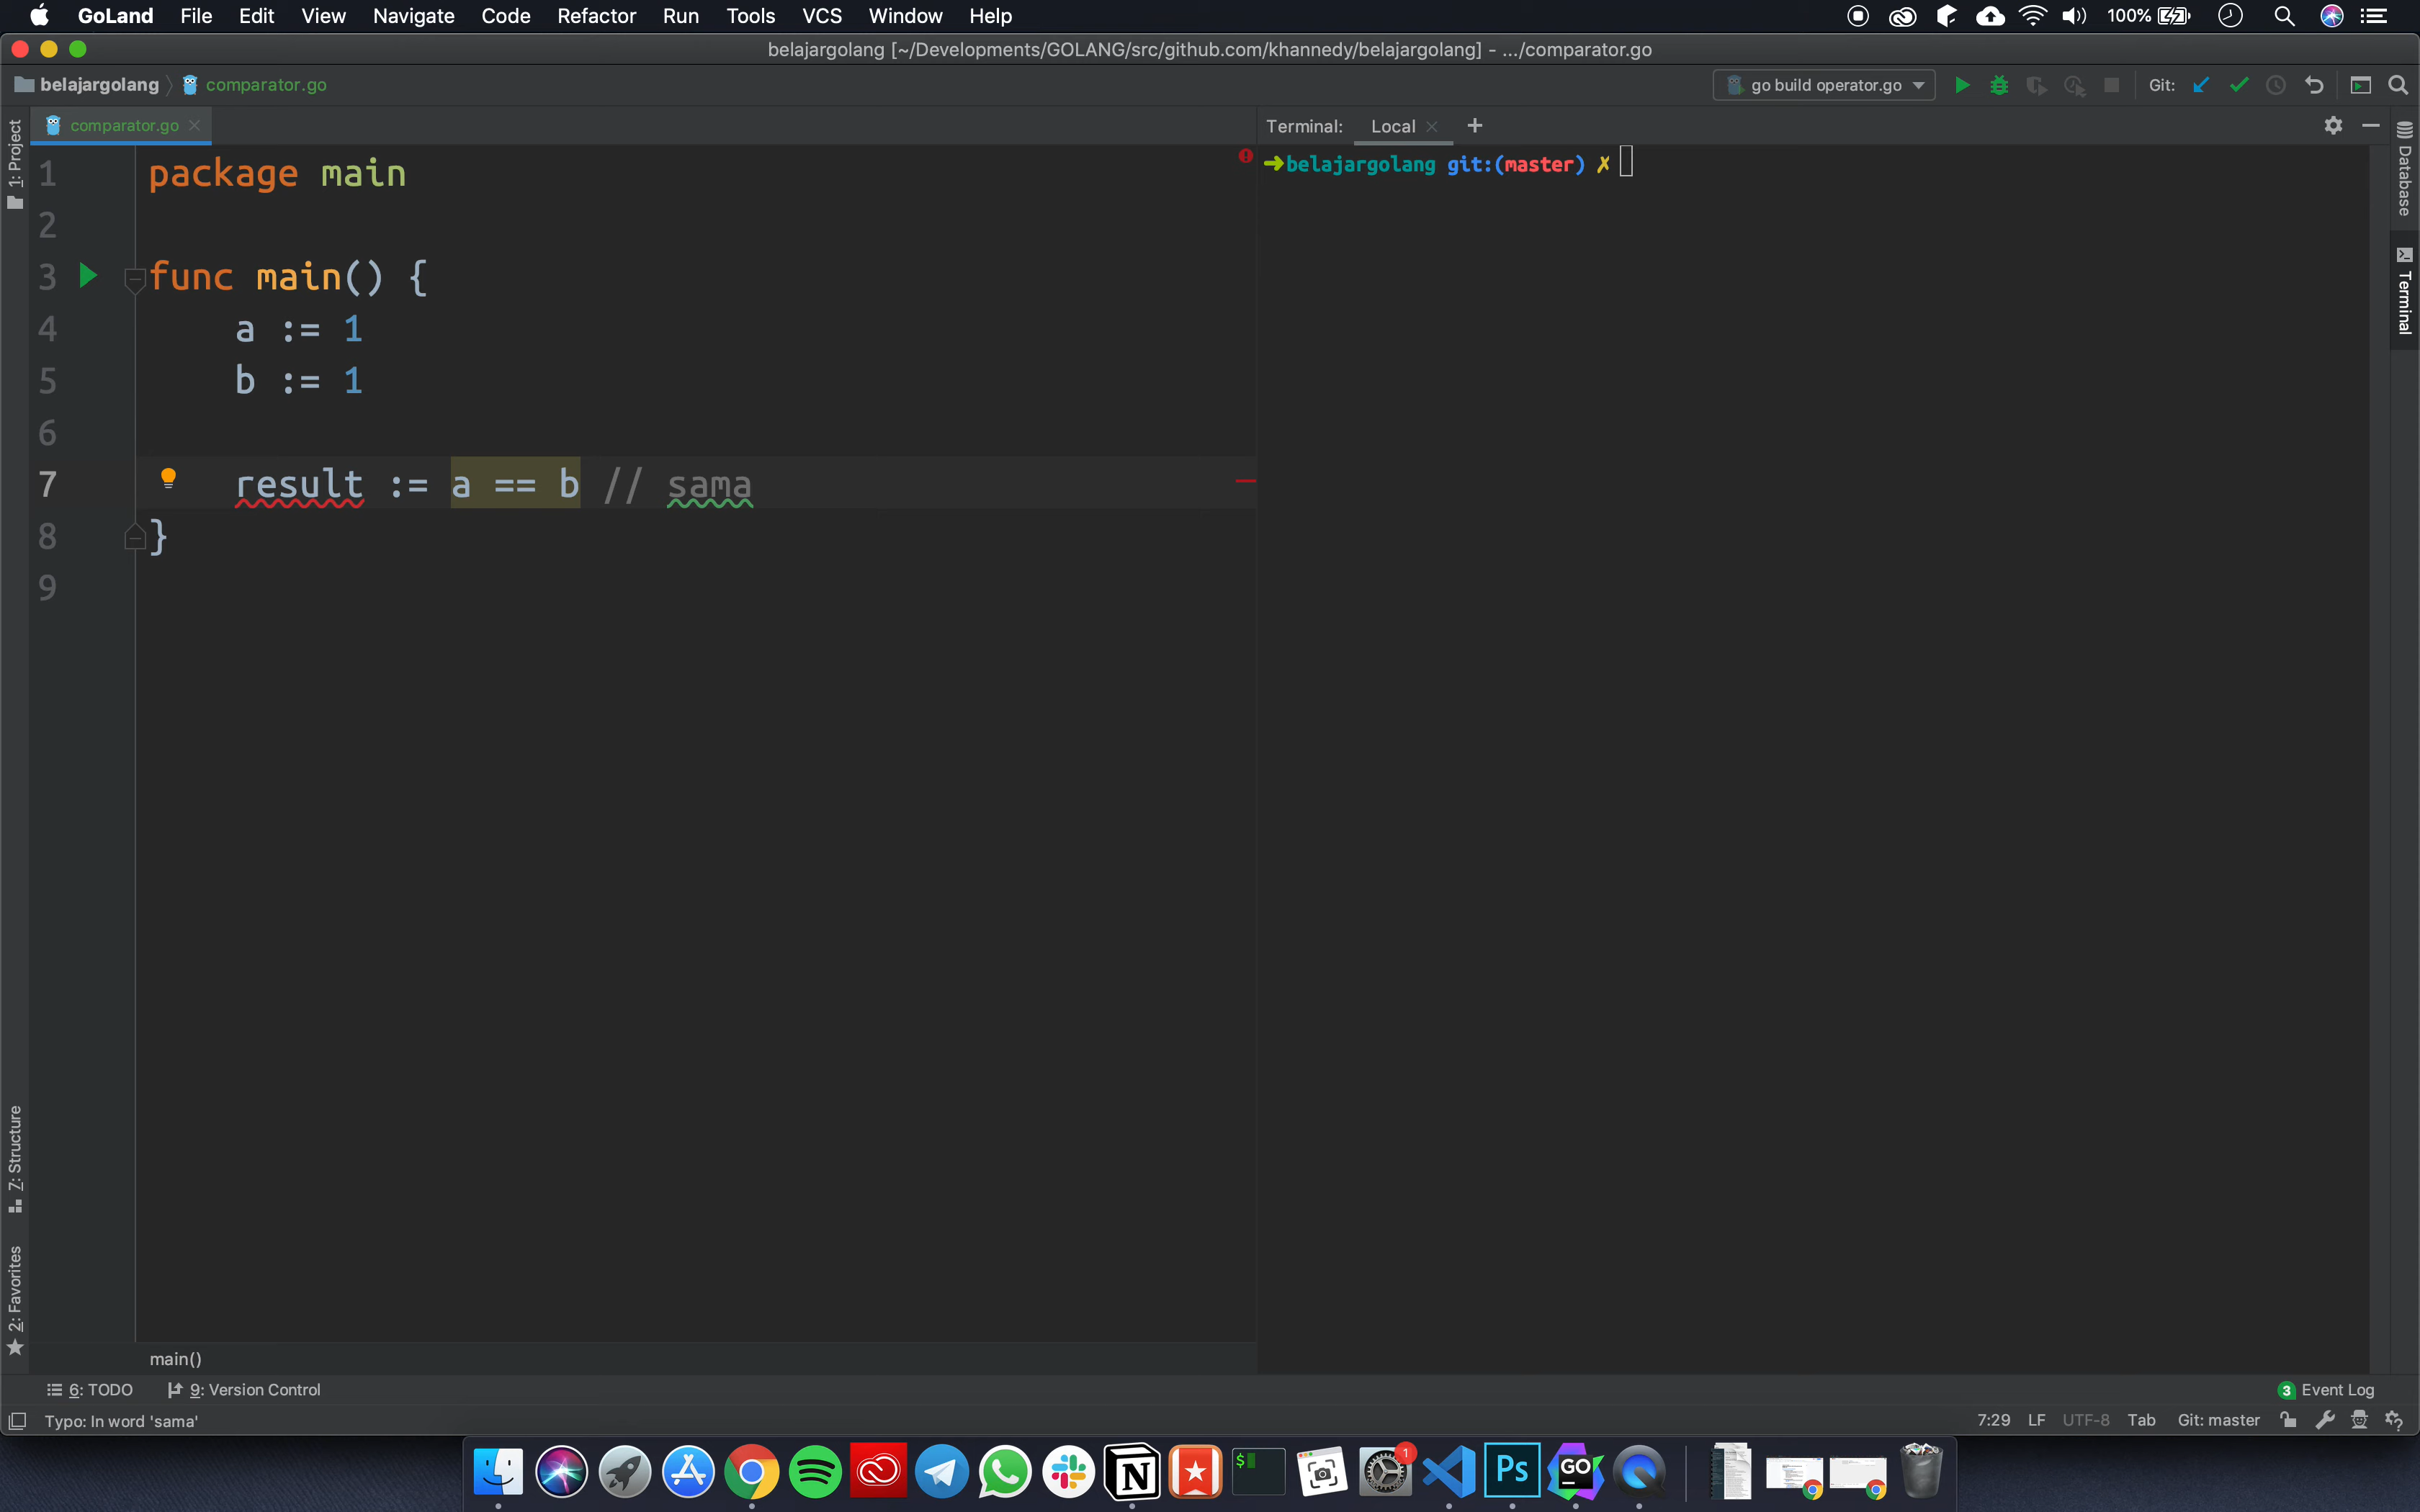 GoLand File Edit View Navigate Code Refactor Run Tools VCS Window Help 100%
belajargolang [~/Developments/GOLANG/src/github.com/khannedy/belajargolang] - .../comparator.go
belajargolang comparator.go go build operator.go Git:
comparator.go
Terminal: Local +
1: Project
Database
Terminal
belajargolang git:(master) ✗
1 package main
2
3 func main() {
4 a := 1
5 b := 1
6
7 result := a == b // sama
8 }
9
7: Structure
2: Favorites
main()
6: TODO 9: Version Control 3 Event Log
Typo: In word 'sama' 7:29 LF UTF-8 Tab Git: master
$
1
N
Ps
GO